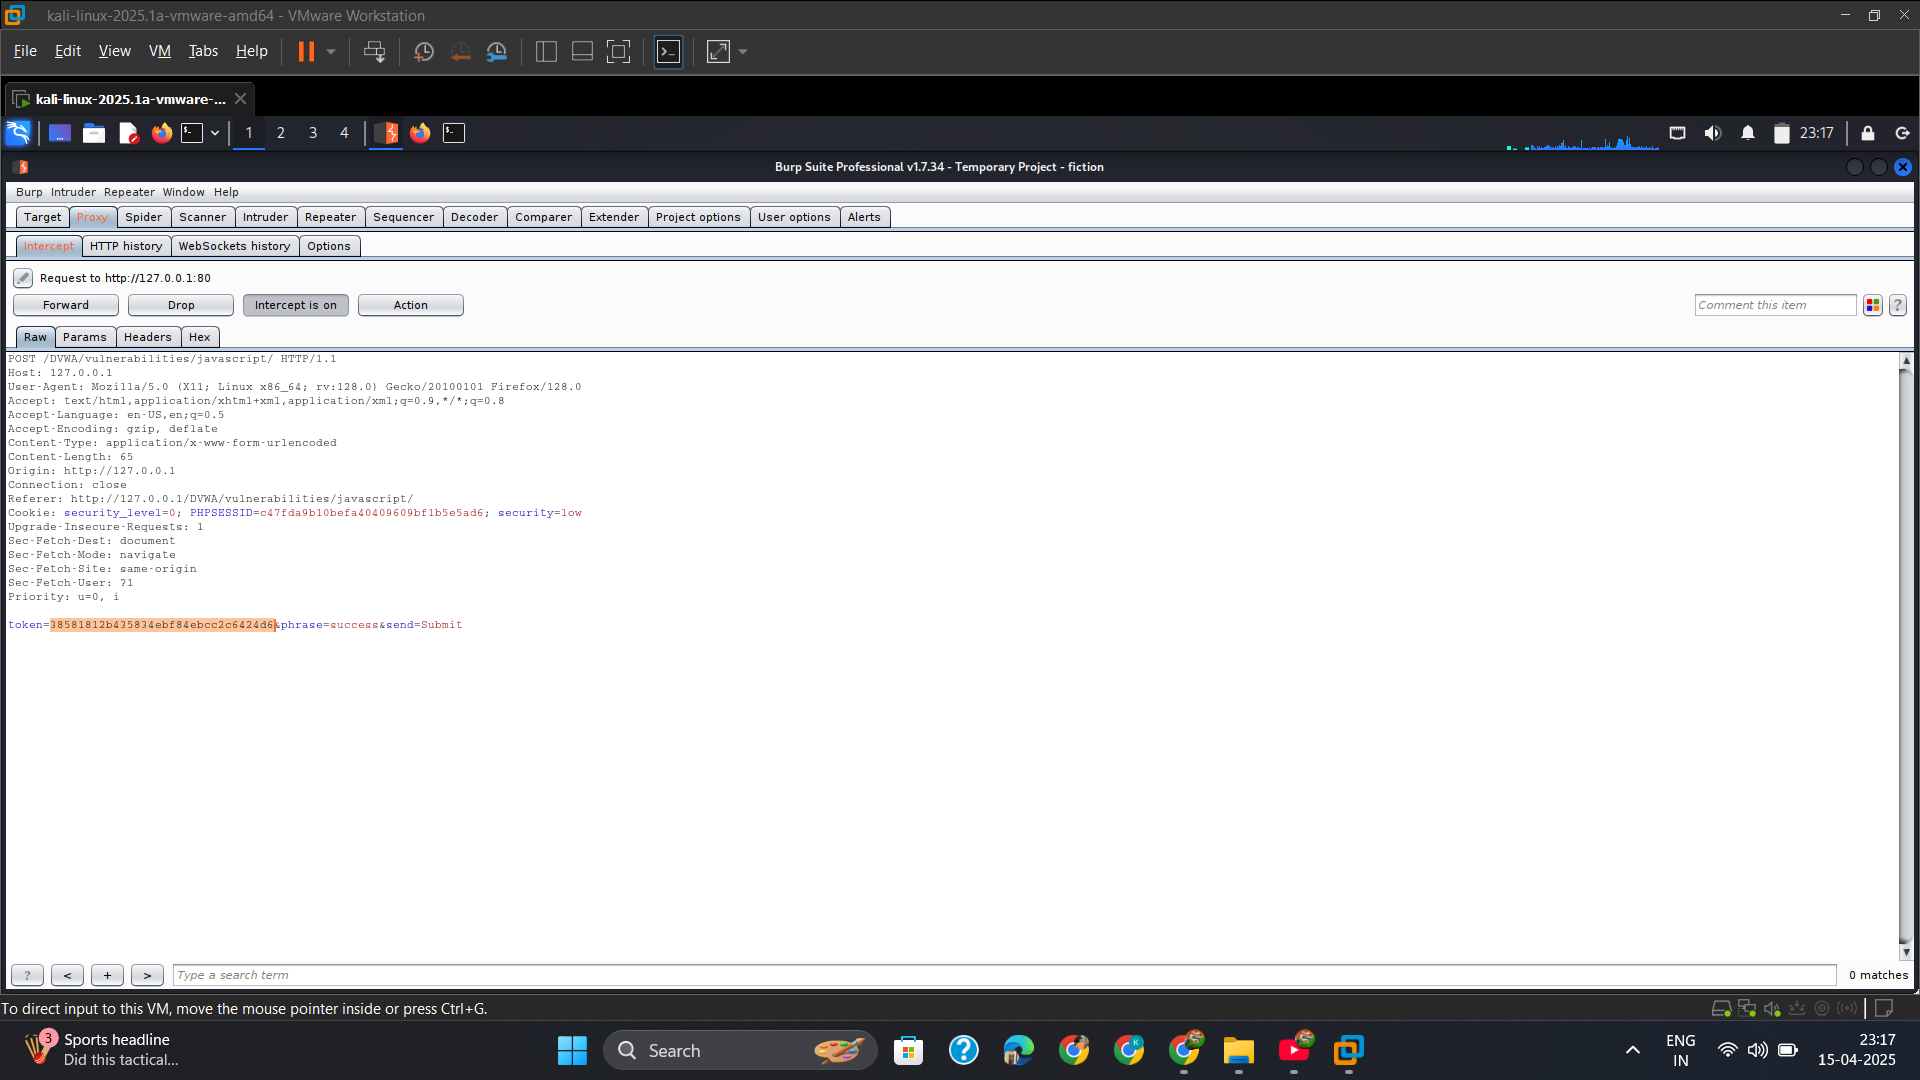 kali-linux-2025.1a-vmware-amd64 - VMware Workstation
File Edit View VM Tabs Help
kali-linux-2025.1a-vmware-...
1 2 3 4
23:17
Burp Suite Professional v1.7.34 - Temporary Project - fiction
Burp Intruder Repeater Window Help
Target Proxy Spider Scanner Intruder Repeater Sequencer Decoder Comparer Extender Project options User options Alerts
Intercept HTTP history WebSockets history Options
Request to http://127.0.0.1:80
Forward Drop Intercept is on Action
Comment this item
?
Raw Params Headers Hex
POST /DVWA/vulnerabilities/javascript/ HTTP/1.1
Host: 127.0.0.1
User-Agent: Mozilla/5.0 (X11; Linux x86_64; rv:128.0) Gecko/20100101 Firefox/128.0
Accept: text/html,application/xhtml+xml,application/xml;q=0.9,*/*;q=0.8
Accept-Language: en-US,en;q=0.5
Accept-Encoding: gzip, deflate
Content-Type: application/x-www-form-urlencoded
Content-Length: 65
Origin: http://127.0.0.1
Connection: close
Referer: http://127.0.0.1/DVWA/vulnerabilities/javascript/
Cookie: security_level=0; PHPSESSID=c47fda9b10befa40409609bf1b5e5ad6; security=low
Upgrade-Insecure-Requests: 1
Sec-Fetch-Dest: document
Sec-Fetch-Mode: navigate
Sec-Fetch-Site: same-origin
Sec-Fetch-User: ?1
Priority: u=0, i
token=38581812b435834ebf84ebcc2c6424d6&phrase=success&send=Submit
? < + > Type a search term 0 matches
To direct input to this VM, move the mouse pointer inside or press Ctrl+G.
3 Sports headline
Did this tactical...
Search
ENG
IN
23:17
15-04-2025